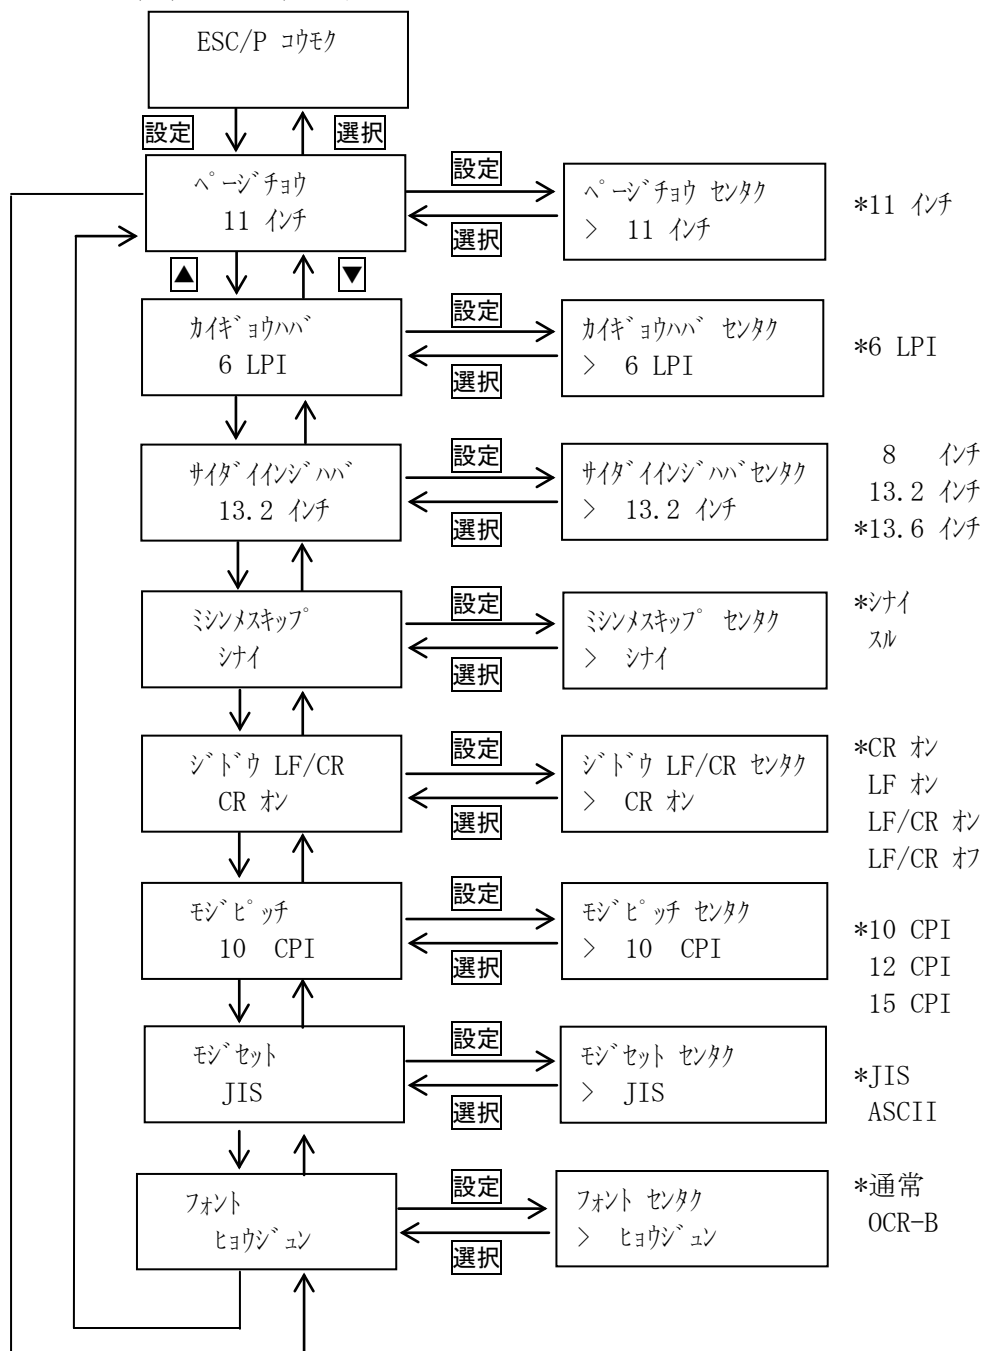 ESC/P コウモク
設定
選択
ページチョウ
11 インチ
設定
選択
ページチョウ センタク
> 11 インチ
*11 インチ
▲
▼
カイギョウハバ
6 LPI
設定
選択
カイギョウハバ センタク
> 6 LPI
*6 LPI
サイダイインジハバ
13.2 インチ
設定
選択
サイダイインジハバセンタク
> 13.2 インチ
8 インチ
13.2 インチ
*13.6 インチ
ミシンメスキップ
シナイ
設定
選択
ミシンメスキップ センタク
> シナイ
*シナイ
スル
ジドウ LF/CR
CR オン
設定
選択
ジドウ LF/CR センタク
> CR オン
*CR オン
LF オン
LF/CR オン
LF/CR オフ
モジピッチ
10 CPI
設定
選択
モジピッチ センタク
> 10 CPI
*10 CPI
12 CPI
15 CPI
モジセット
JIS
設定
選択
モジセット センタク
> JIS
*JIS
ASCII
フォント
ヒョウジュン
設定
選択
フォント センタク
> ヒョウジュン
*通常
OCR-B